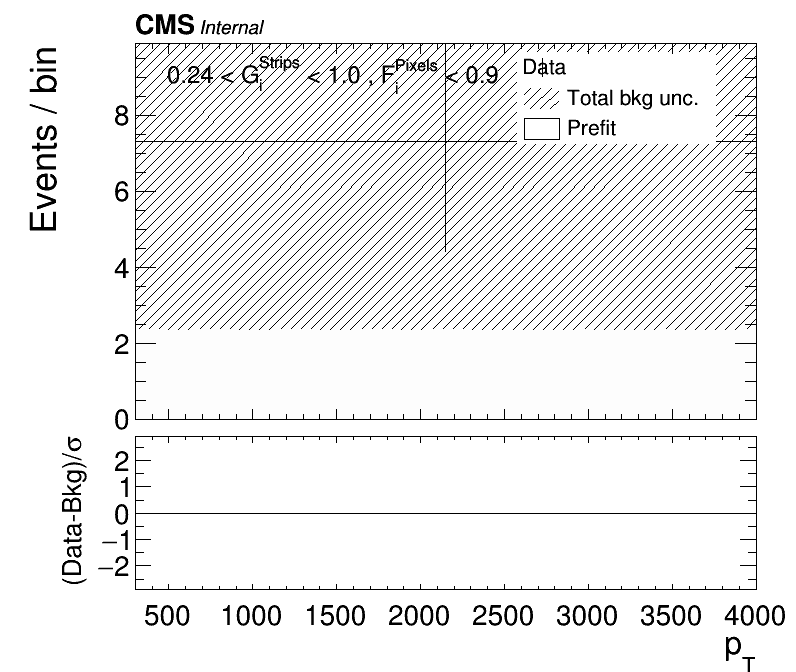 CMS Internal
0.24 < G_i^Strips < 1.0 , F_i^Pixels < 0.9
Data
Total bkg unc.
Prefit
Events / bin
8
6
4
2
0
(Data-Bkg)/σ
2
1
0
−1
−2
500 1000 1500 2000 2500 3000 3500 4000
p_T